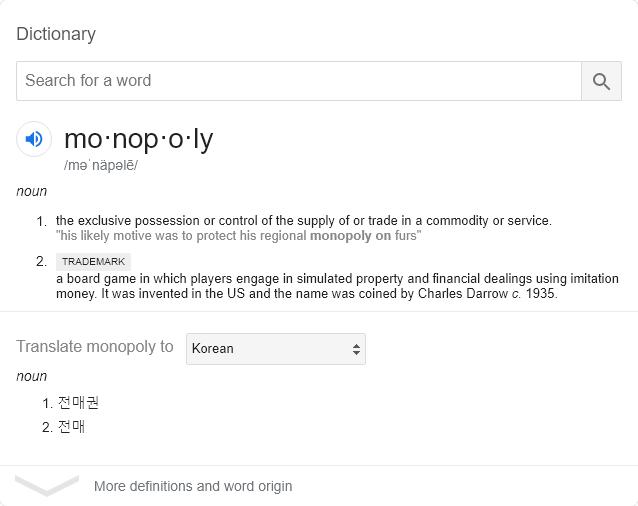 Dictionary
Search for a word
mo·nop·o·ly
/məˈnäpəlē/
noun
1. the exclusive possession or control of the supply of or trade in a commodity or service.
"his likely motive was to protect his regional monopoly on furs"
2. TRADEMARK
a board game in which players engage in simulated property and financial dealings using imitation
money. It was invented in the US and the name was coined by Charles Darrow c. 1935.
Translate monopoly to Korean
noun
1. 전매권
2. 전매
More definitions and word origin